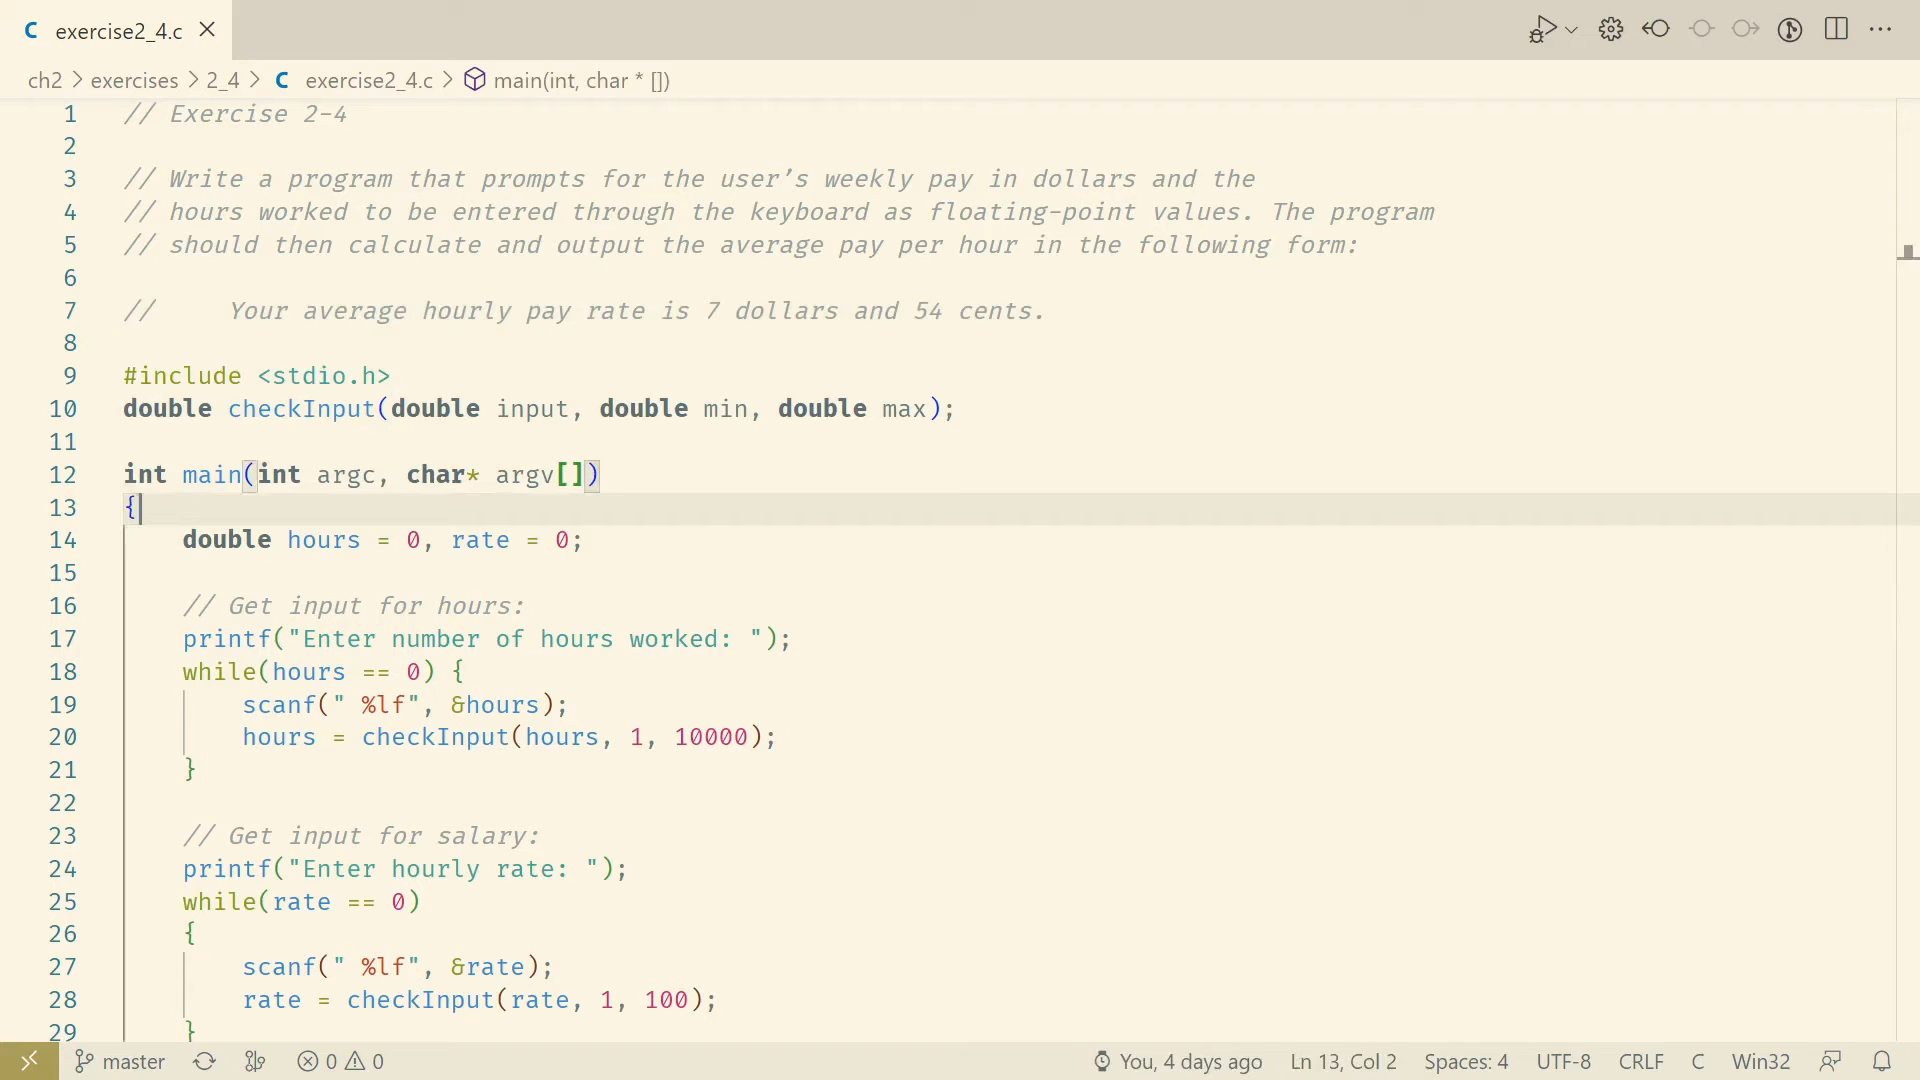 C exercise2_4.c
ch2 > exercises > 2_4 > C exercise2_4.c > main(int, char * [])
1 // Exercise 2-4
2
3 // Write a program that prompts for the user’s weekly pay in dollars and the
4 // hours worked to be entered through the keyboard as floating-point values. The program
5 // should then calculate and output the average pay per hour in the following form:
6
7 //     Your average hourly pay rate is 7 dollars and 54 cents.
8
9 #include <stdio.h>
10 double checkInput(double input, double min, double max);
11
12 int main(int argc, char* argv[])
13 {
14     double hours = 0, rate = 0;
15
16     // Get input for hours:
17     printf("Enter number of hours worked: ");
18     while(hours == 0) {
19         scanf(" %lf", &hours);
20         hours = checkInput(hours, 1, 10000);
21     }
22
23     // Get input for salary:
24     printf("Enter hourly rate: ");
25     while(rate == 0)
26     {
27         scanf(" %lf", &rate);
28         rate = checkInput(rate, 1, 100);
29     }
master 0 0 You, 4 days ago Ln 13, Col 2 Spaces: 4 UTF-8 CRLF C Win32